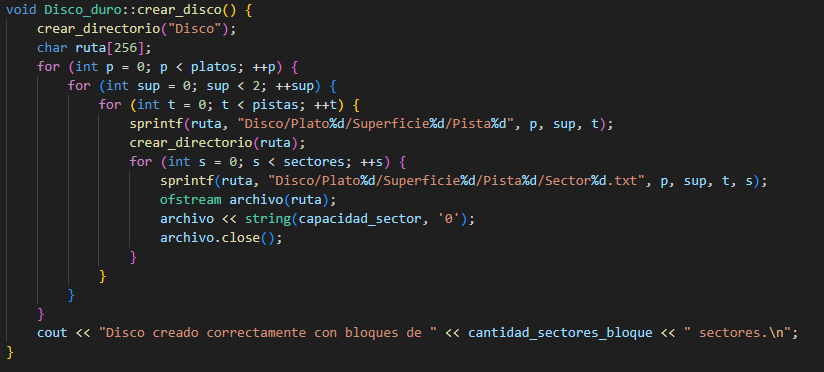 void Disco_duro::crear_disco() {
    crear_directorio("Disco");
    char ruta[256];
    for (int p = 0; p < platos; ++p) {
        for (int sup = 0; sup < 2; ++sup) {
            for (int t = 0; t < pistas; ++t) {
                sprintf(ruta, "Disco/Plato%d/Superficie%d/Pista%d", p, sup, t);
                crear_directorio(ruta);
                for (int s = 0; s < sectores; ++s) {
                    sprintf(ruta, "Disco/Plato%d/Superficie%d/Pista%d/Sector%d.txt", p, sup, t, s);
                    ofstream archivo(ruta);
                    archivo << string(capacidad_sector, '0');
                    archivo.close();
                }
            }
        }
    }
    cout << "Disco creado correctamente con bloques de " << cantidad_sectores_bloque << " sectores.\n";
}